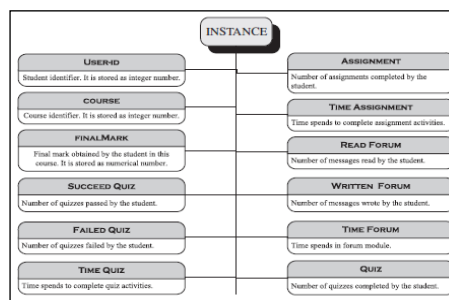 INSTANCE
USER-ID
Student identifier. It is stored as integer number.
COURSE
Course identifier. It is stored as integer number.
FINALMARK
Final mark obtained by the student in this
course. It is stored as numerical number.
SUCCEED QUIZ
Number of quizzes passed by the student.
FAILED QUIZ
Number of quizzes failed by the student.
TIME QUIZ
Time spends to complete quiz activities.
ASSIGNMENT
Number of assignments completed by the
student.
TIME ASSIGNMENT
Time spends to complete assignment activities.
READ FORUM
Number of messages read by the student.
WRITTEN FORUM
Number of messages wrote by the student.
TIME FORUM
Time spends in forum module.
QUIZ
Number of quizzes completed by the student.